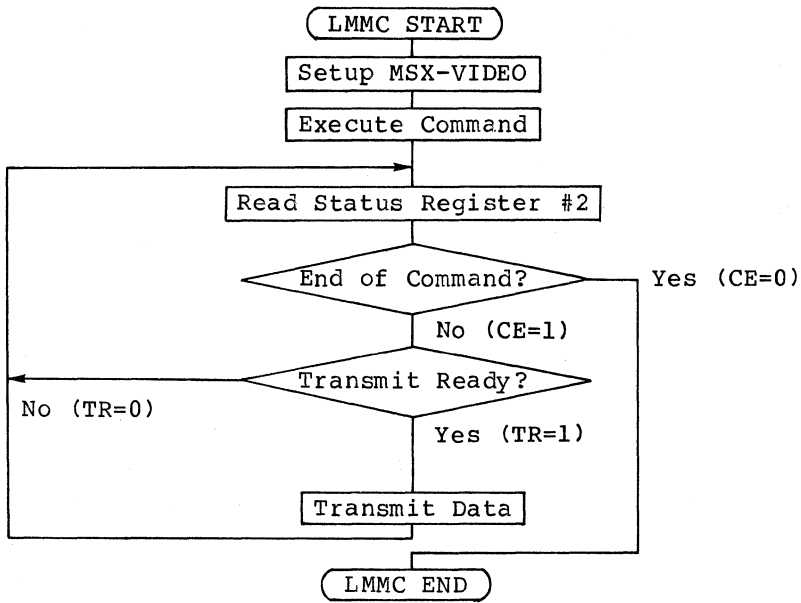 LMMC START
Setup MSX-VIDEO
Execute Command
Read Status Register #2
End of Command?
Yes (CE=0)
No (CE=1)
Transmit Ready?
No (TR=0)
Yes (TR=1)
Transmit Data
LMMC END